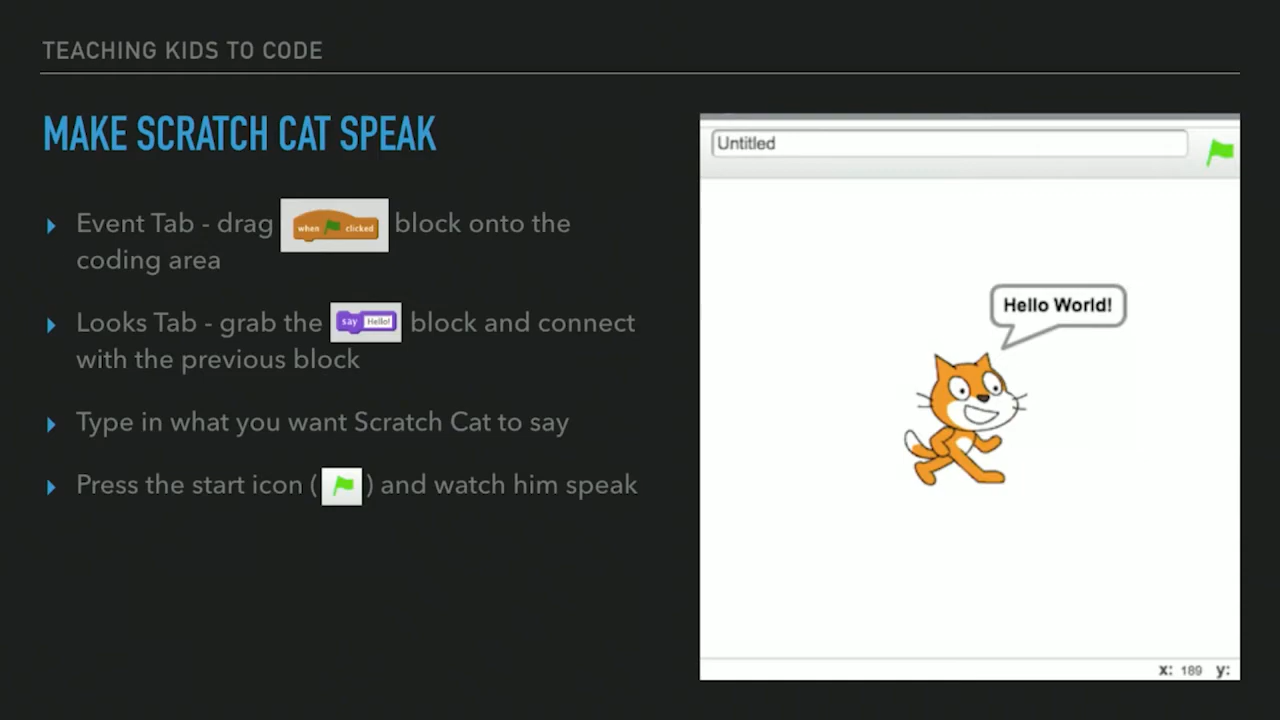 TEACHING KIDS TO CODE
MAKE SCRATCH CAT SPEAK
Event Tab - drag when clicked block onto the
coding area
Looks Tab - grab the say Hello! block and connect
with the previous block
Type in what you want Scratch Cat to say
Press the start icon ( ) and watch him speak
Untitled
Hello World!
x: 189 y: